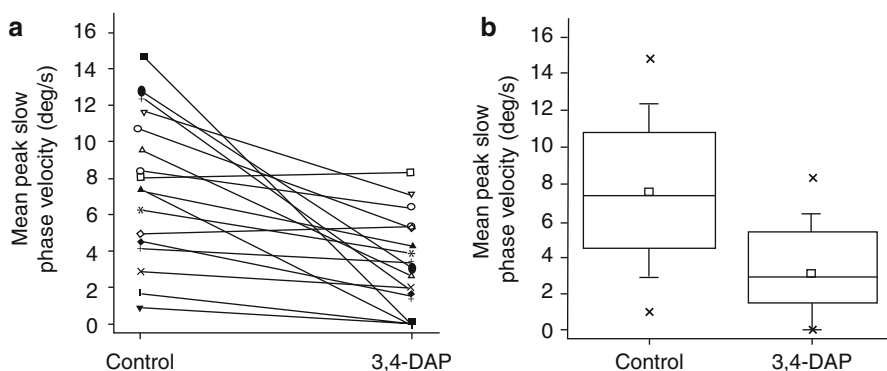 a
Mean peak slow
phase velocity (deg/s)
16
14
12
10
8
6
4
2
0
Control
3,4-DAP
b
Mean peak slow
phase velocity (deg/s)
16
14
12
10
8
6
4
2
0
Control
3,4-DAP